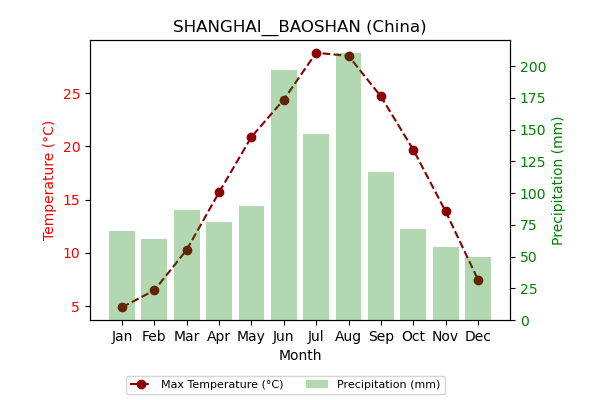 SHANGHAI__BAOSHAN (China)
Temperature (°C)
25
20
15
10
5
200
175
150
125
100
75
50
25
0
Precipitation (mm)
Jan Feb Mar Apr May Jun Jul Aug Sep Oct Nov Dec
Month
Max Temperature (°C) Precipitation (mm)